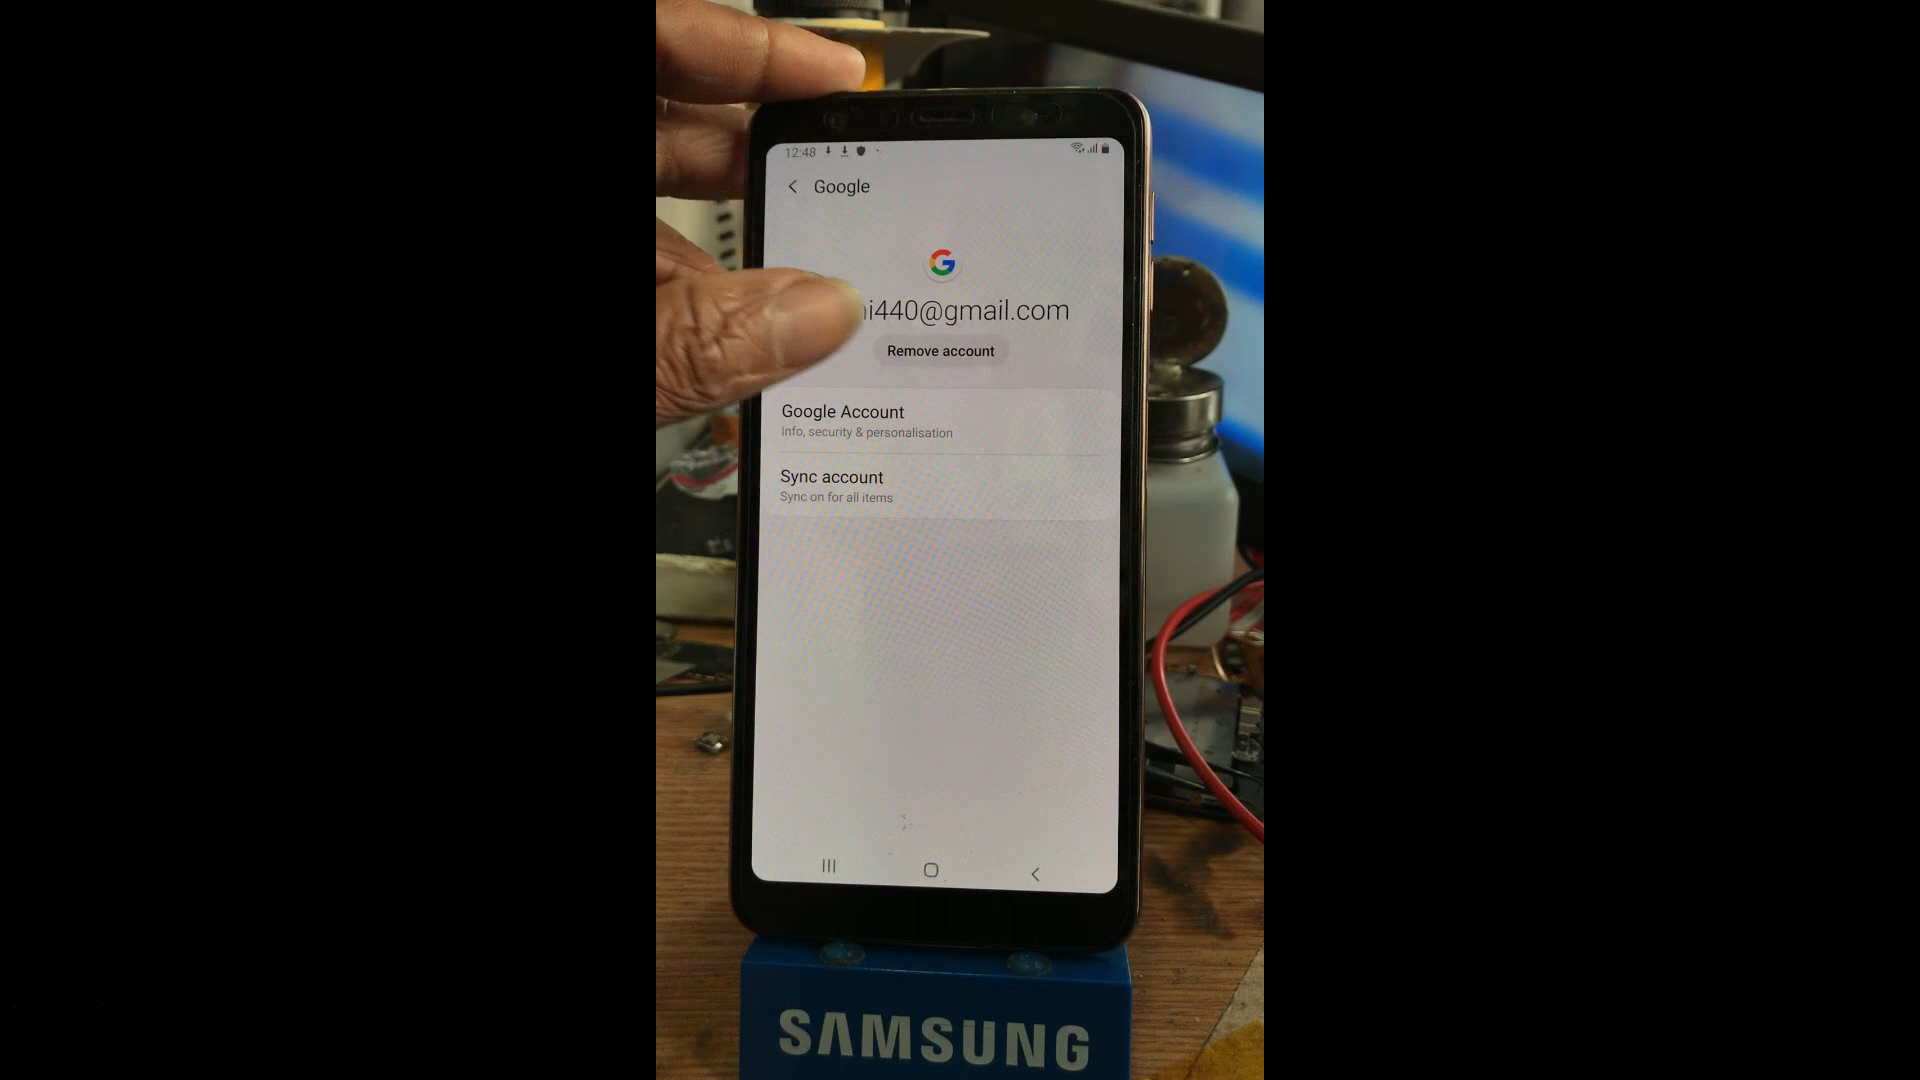 12:48
Google
G
i440@gmail.com
Remove account
Google Account
Info, security & personalisation
Sync account
Sync on for all items
SAMSUNG